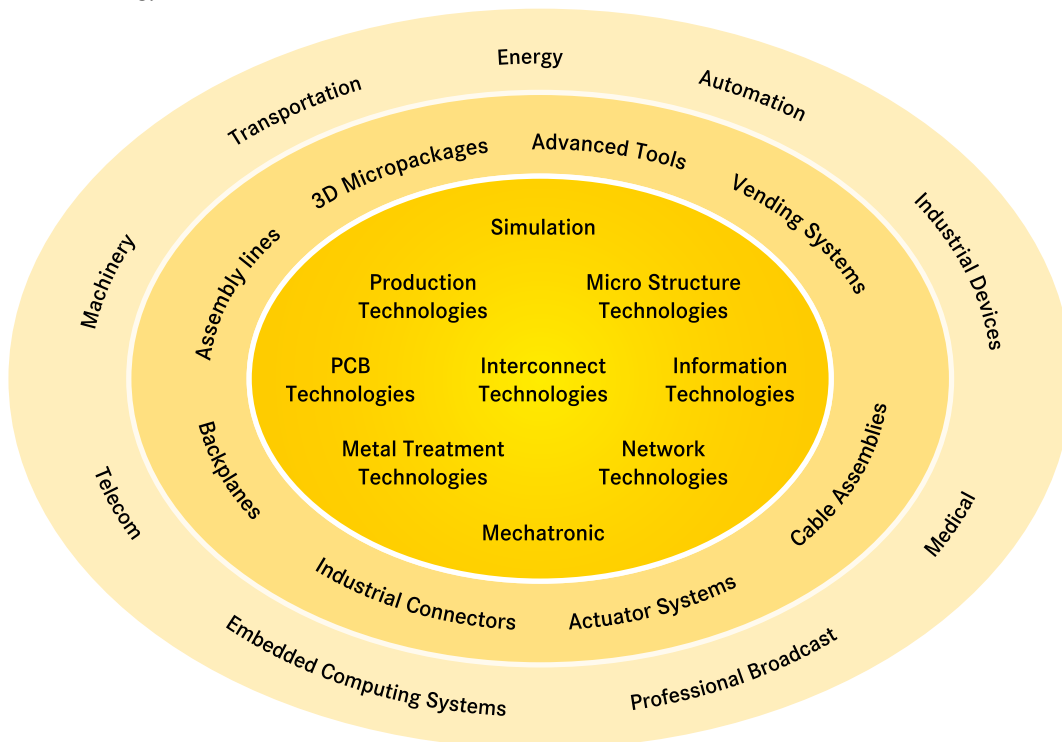 Energy
Automation
Transportation
Advanced Tools
3D Micropackages
Vending Systems
Industrial Devices
Machinery
Assembly lines
Simulation
Production
Technologies
Micro Structure
Technologies
PCB
Technologies
Interconnect
Technologies
Information
Technologies
Metal Treatment
Technologies
Network
Technologies
Mechatronic
Backplanes
Cable Assemblies
Telecom
Medical
Industrial Connectors
Actuator Systems
Embedded Computing Systems
Professional Broadcast